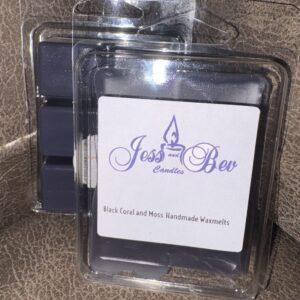 Jess and Bev
Candles
Black Coral and Moss Handmade Waxmelts